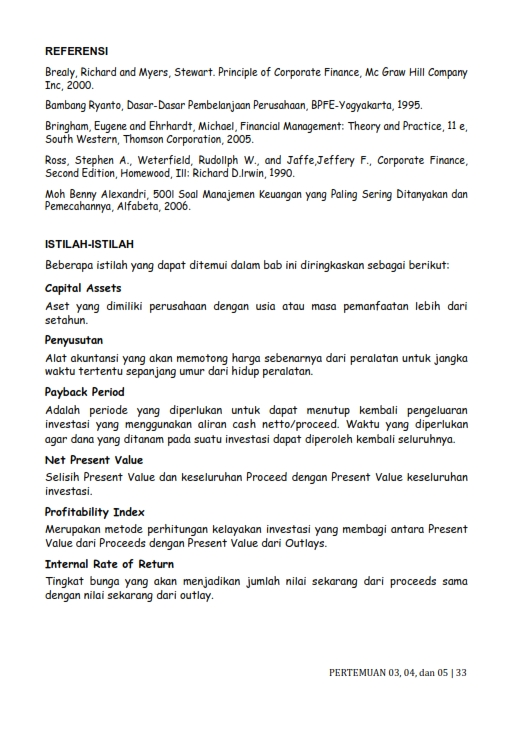 REFERENSI
Brealy, Richard and Myers, Stewart. Principle of Corporate Finance, Mc Graw Hill Company
Inc, 2000.
Bambang Ryanto, Dasar-Dasar Pembelanjaan Perusahaan, BPFE-Yogyakarta, 1995.
Bringham, Eugene and Ehrhardt, Michael, Financial Management: Theory and Practice, 11 e,
South Western, Thomson Corporation, 2005.
Ross, Stephen A., Weterfield, Rudollph W., and Jaffe,Jeffery F., Corporate Finance,
Second Edition, Homewood, Ill: Richard D.Irwin, 1990.
Moh Benny Alexandri, 500! Soal Manajemen Keuangan yang Paling Sering Ditanyakan dan
Pemecahannya, Alfabeta, 2006.
ISTILAH-ISTILAH
Beberapa istilah yang dapat ditemui dalam bab ini diringkaskan sebagai berikut:
Capital Assets
Aset yang dimiliki perusahaan dengan usia atau masa pemanfaatan lebih dari
setahun.
Penyusutan
Alat akuntansi yang akan memotong harga sebenarnya dari peralatan untuk jangka
waktu tertentu sepanjang umur dari hidup peralatan.
Payback Period
Adalah periode yang diperlukan untuk dapat menutup kembali pengeluaran
investasi yang menggunakan aliran cash netto/proceed. Waktu yang diperlukan
agar dana yang ditanam pada suatu investasi dapat diperoleh kembali seluruhnya.
Net Present Value
Selisih Present Value dan keseluruhan Proceed dengan Present Value keseluruhan
investasi.
Profitability Index
Merupakan metode perhitungan kelayakan investasi yang membagi antara Present
Value dari Proceeds dengan Present Value dari Outlays.
Internal Rate of Return
Tingkat bunga yang akan menjadikan jumlah nilai sekarang dari proceeds sama
dengan nilai sekarang dari outlay.
PERTEMUAN 03, 04, dan 05 | 33